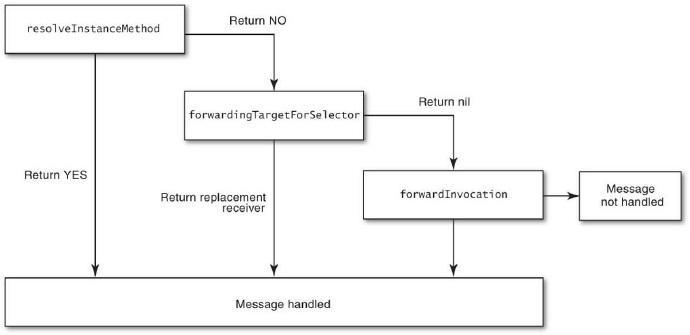 resolveInstanceMethod
Return NO
forwardingTargetForSelector
Return nil
Return YES
Return replacement
receiver
forwardInvocation
Message
not handled
Message handled